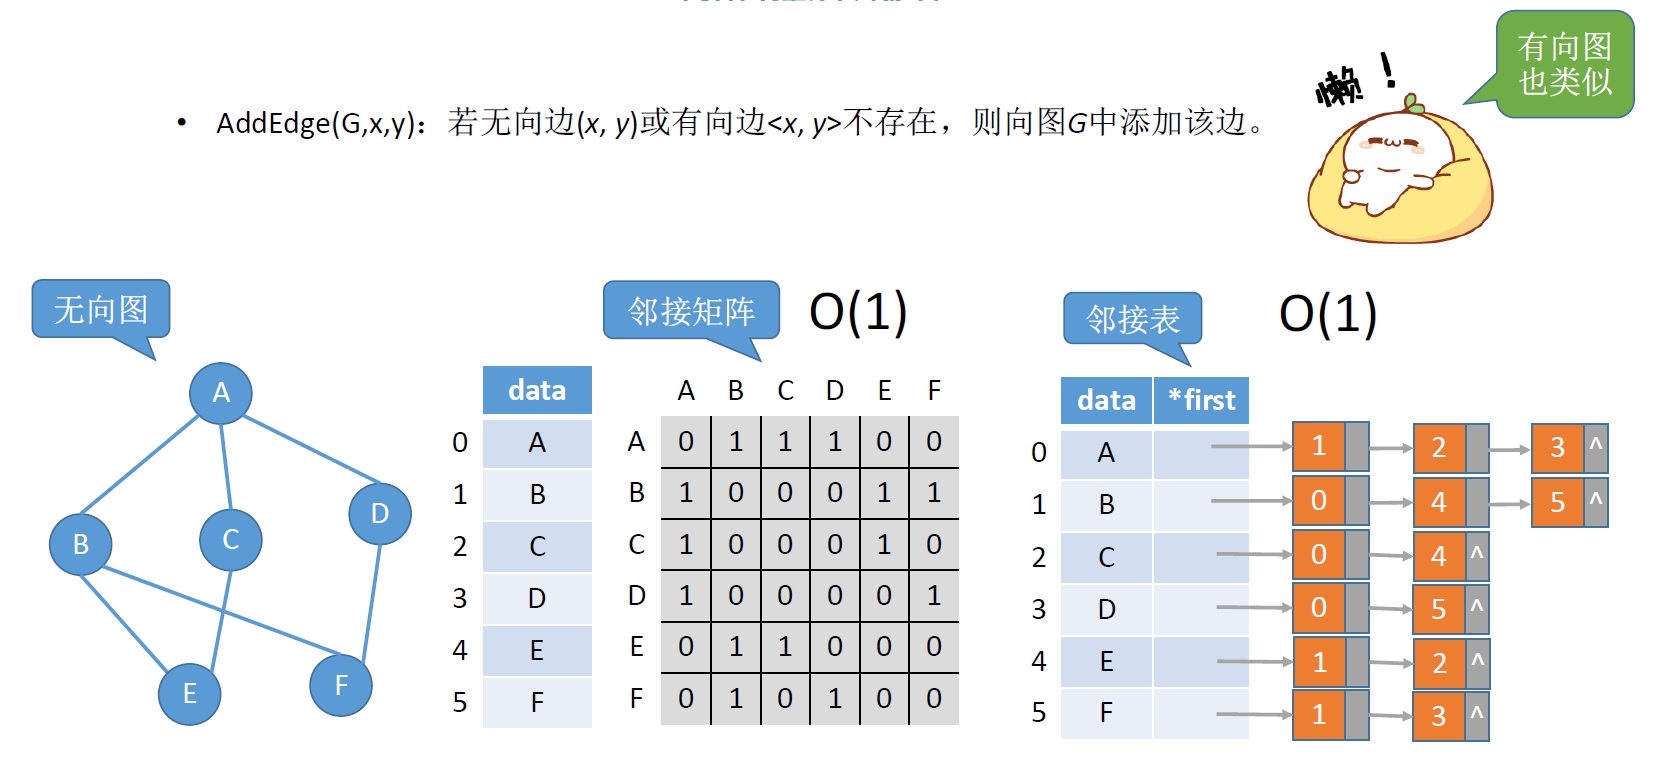 有向图
也类似
懒！
• AddEdge(G,x,y)：若无向边(x, y)或有向边<x, y>不存在，则向图G中添加该边。
无向图
邻接矩阵 O(1)
邻接表 O(1)
A
B
C
D
E
F
data
0 A
1 B
2 C
3 D
4 E
5 F
A B C D E F
A 0 1 1 1 0 0
B 1 0 0 0 1 1
C 1 0 0 0 1 0
D 1 0 0 0 0 1
E 0 1 1 0 0 0
F 0 1 0 1 0 0
data *first
0 A 1 2 3 ^
1 B 0 4 5 ^
2 C 0 4 ^
3 D 0 5 ^
4 E 1 2 ^
5 F 1 3 ^